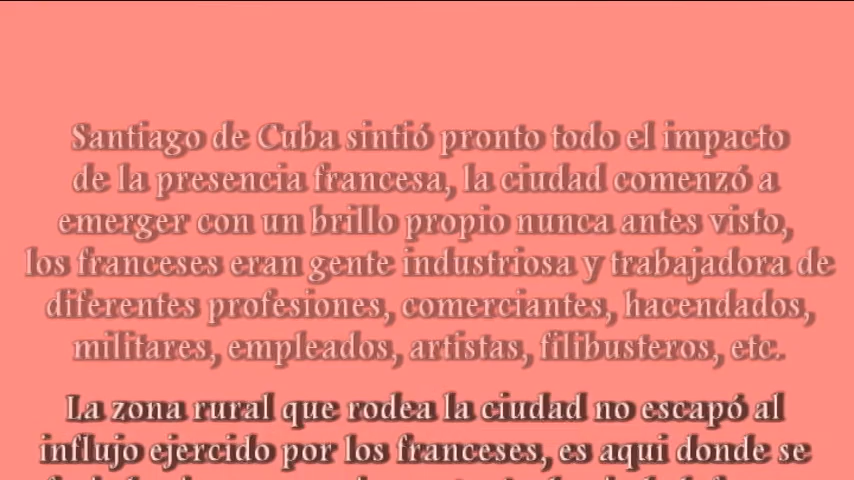 Santiago de Cuba sintió pronto todo el impacto
de la presencia francesa, la ciudad comenzó a
emerger con un brillo propio nunca antes visto,
los franceses eran gente industriosa y trabajadora de
diferentes profesiones, comerciantes, hacendados,
militares, empleados, artistas, filibusteros, etc.
La zona rural que rodea la ciudad no escapó al
influjo ejercido por los franceses, es aqui donde se